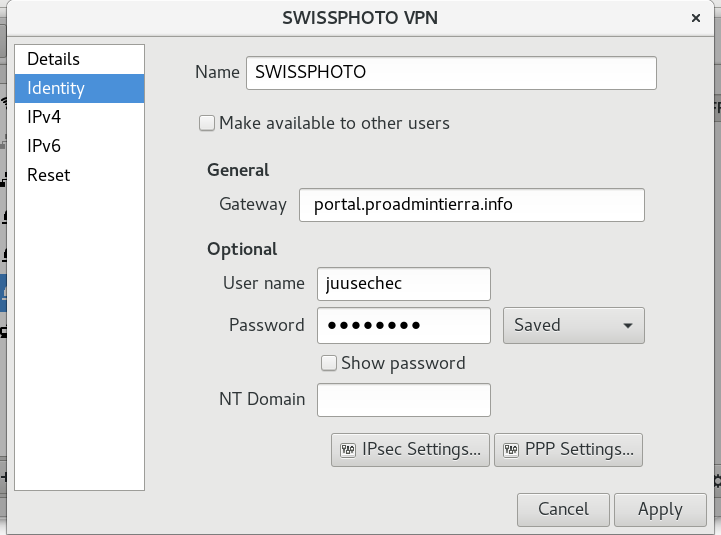 SWISSPHOTO VPN
Details
Identity
IPv4
IPv6
Reset
Name SWISSPHOTO
Make available to other users
General
Gateway portal.proadmintierra.info
Optional
User name juusechec
Password ●●●●●●●● Saved
Show password
NT Domain
IPsec Settings... PPP Settings...
Cancel Apply